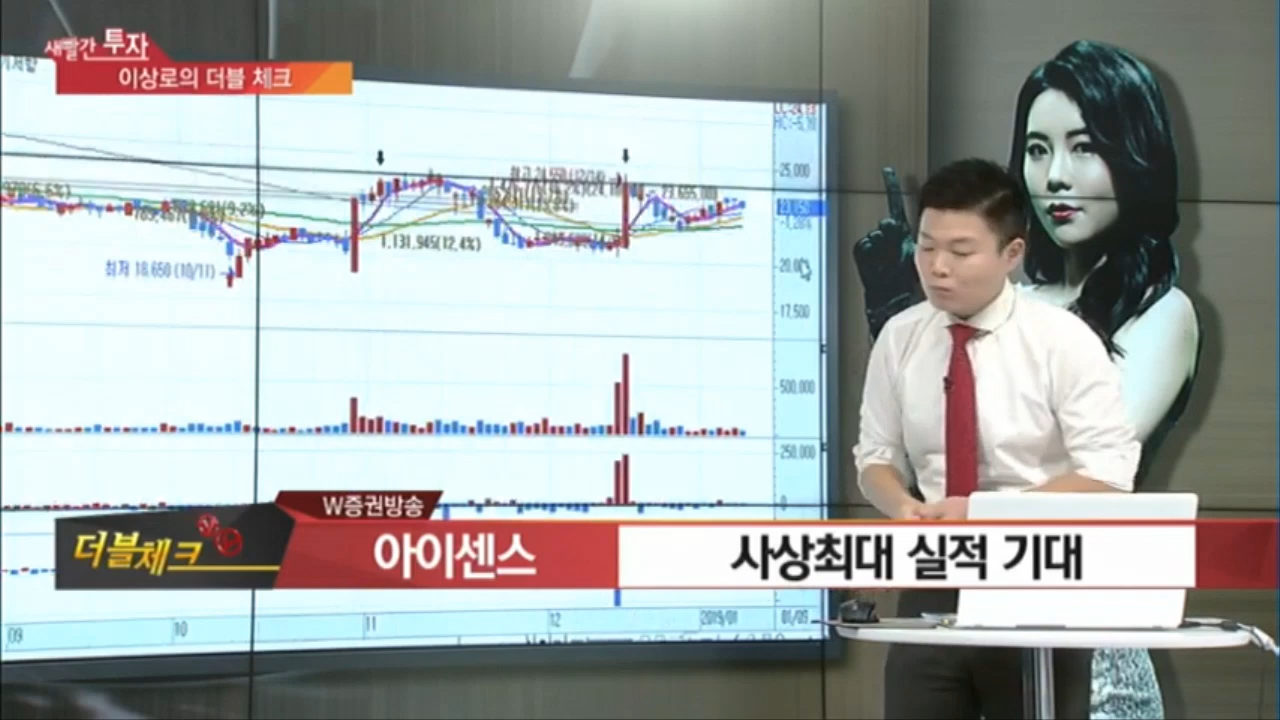 새빨간 투자
이상로의 더블 체크
25,000
1,131,945(12.4%)
최저 18,650 (10/11)
17,500
500,000
250,000
0
W증권방송
더블체크
아이센스
사상최대 실적 기대
09
10
11
12
2019/01
01/09